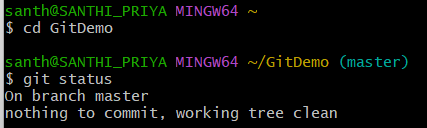 santh@SANTHI_PRIYA MINGW64 ~
$ cd GitDemo
santh@SANTHI_PRIYA MINGW64 ~/GitDemo (master)
$ git status
On branch master
nothing to commit, working tree clean